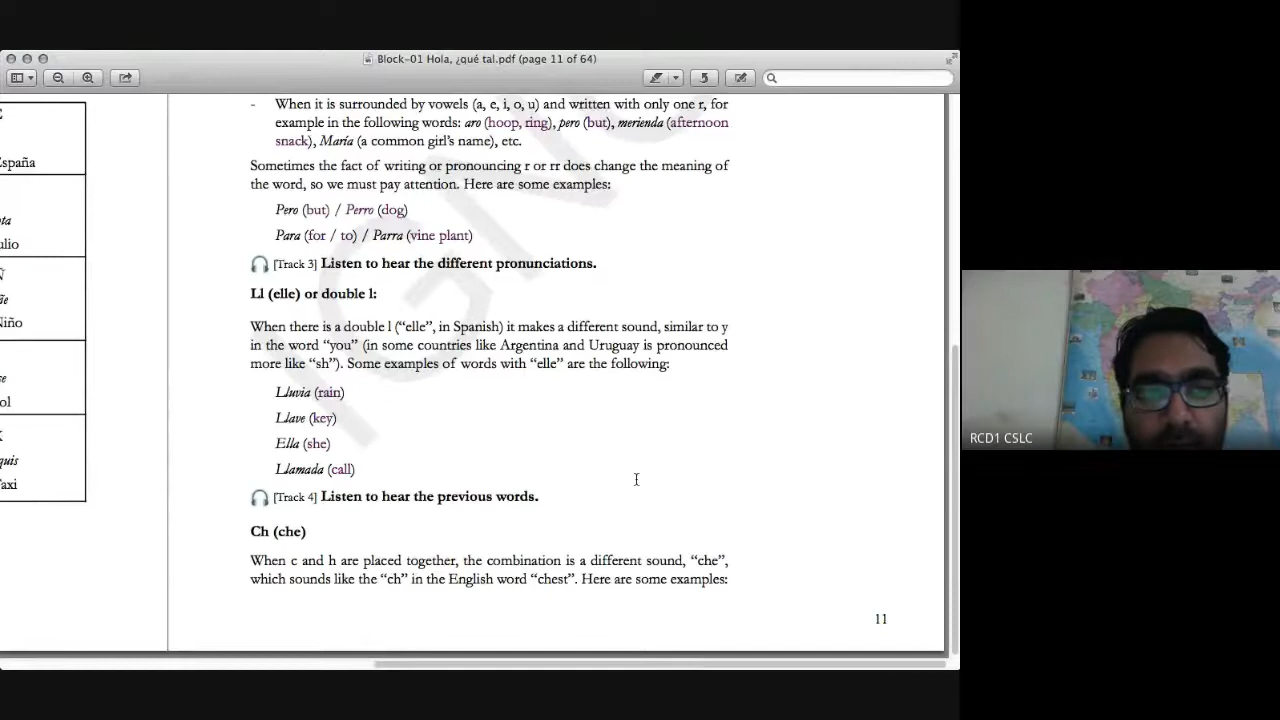 Block-01 Hola, ¿qué tal.pdf (page 11 of 64)
España
ota
ulio
Ñ
ñe
Niño
se
ol
K
quis
Taxi
- When it is surrounded by vowels (a, e, i, o, u) and written with only one r, for
example in the following words: aro (hoop, ring), pero (but), merienda (afternoon
snack), María (a common girl's name), etc.
Sometimes the fact of writing or pronouncing r or rr does change the meaning of
the word, so we must pay attention. Here are some examples:
Pero (but) / Perro (dog)
Para (for / to) / Parra (vine plant)
[Track 3] Listen to hear the different pronunciations.
Ll (elle) or double l:
When there is a double l (“elle”, in Spanish) it makes a different sound, similar to y
in the word “you” (in some countries like Argentina and Uruguay is pronounced
more like “sh”). Some examples of words with “elle” are the following:
Lluvia (rain)
Llave (key)
Ella (she)
Llamada (call)
[Track 4] Listen to hear the previous words.
Ch (che)
When c and h are placed together, the combination is a different sound, “che”,
which sounds like the “ch” in the English word “chest”. Here are some examples:
11
RCD1 CSLC